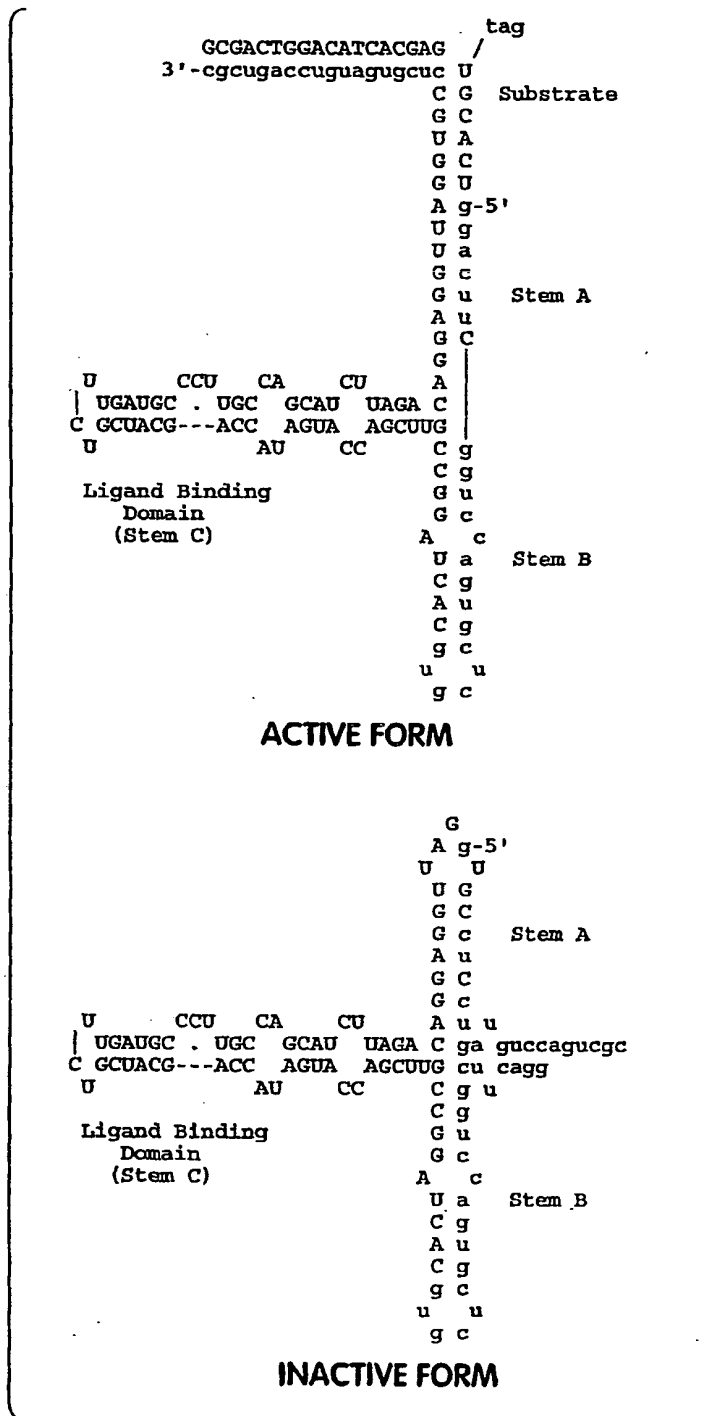 tag
GCGACTGGACATCACGAG /
3'-cgcugaccuguagugcuc U
C G Substrate
G C
U A
G C
G U
A g-5'
U g
U a
G c
G u Stem A
A u
G C
G
U CCU CA CU A
| UGAUGC . UGC GCAU UAGA C
C GCUACG---ACC AGUA AGCUUG
U AU CC C g
C g
Ligand Binding G u
Domain G c
(Stem C) A c
U a Stem B
C g
A u
C g
g c
u u
g c
ACTIVE FORM
G
A g-5'
U U
U G
G C
G c Stem A
A u
G C
G c
U CCU CA CU A u u
| UGAUGC . UGC GCAU UAGA C ga guccagucgc
C GCUACG---ACC AGUA AGCUUG cu cagg
U AU CC C g u
C g
Ligand Binding G u
Domain G c
(Stem C) A c
U a Stem B
C g
A u
C g
g c
u u
g c
INACTIVE FORM